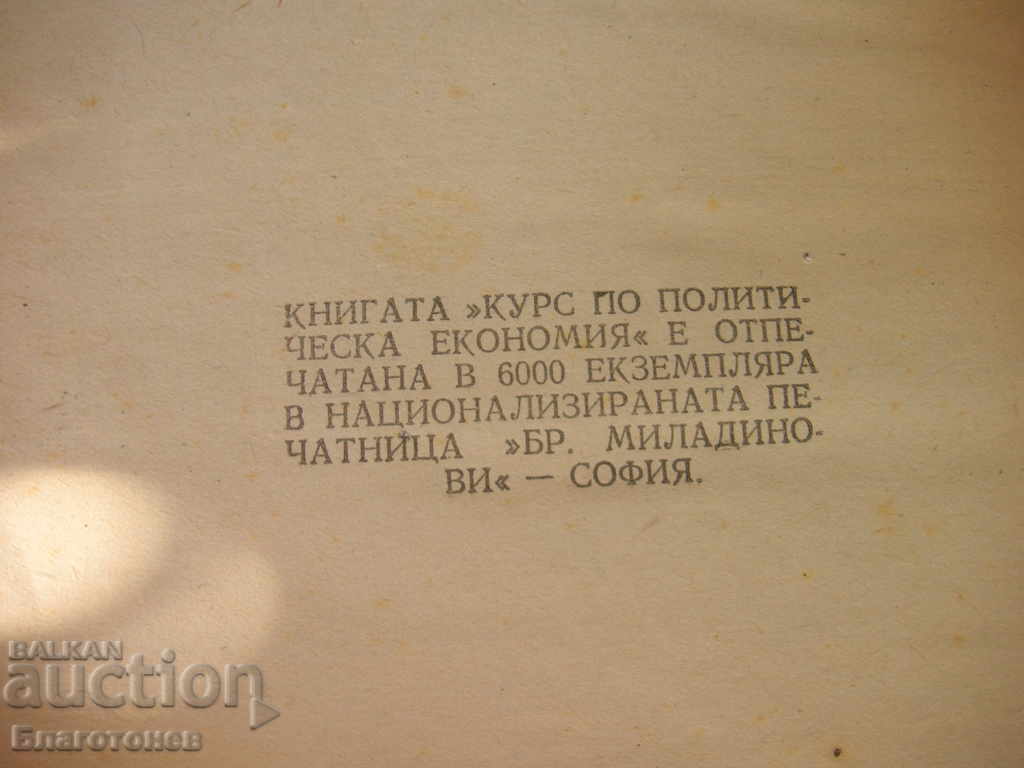 КНИГАТА »КУРС ПО ПОЛИТИ-
ЧЕСКА ЕКОНОМИЯ« Е ОТПЕ-
ЧАТАНА В 6000 ЕКЗЕМПЛЯРА
В НАЦИОНАЛИЗИРАНАТА ПЕ-
ЧАТНИЦА »БР. МИЛАДИНО-
ВИ« — СОФИЯ.
BALKAN
auction
Благотонев